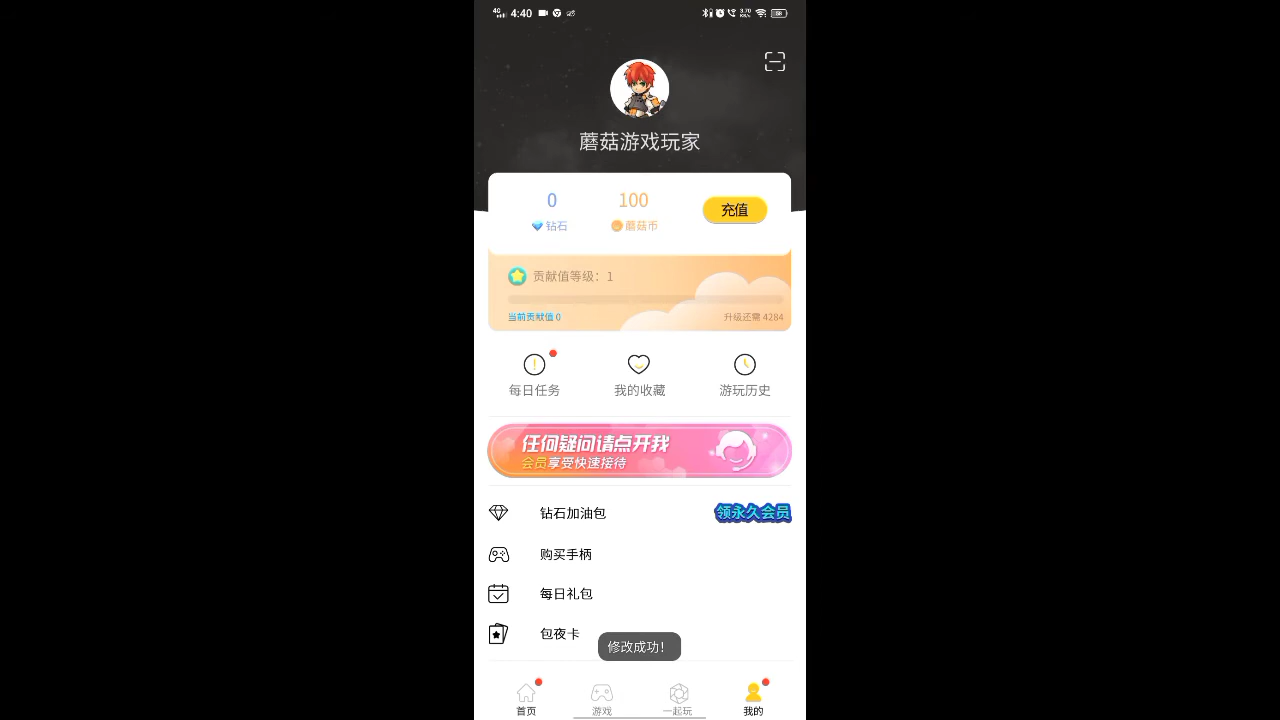 4G 4:40 3.70 KB/s
蘑菇游戏玩家
0 100
钻石 蘑菇币 充值
贡献值等级：1
当前贡献值 0 升级还需 4284
每日任务 我的收藏 游玩历史
任何疑问请点开我
会员享受快速接待
钻石加油包 领永久会员
购买手柄
每日礼包
包夜卡
修改成功！
首页 游戏 一起玩 我的